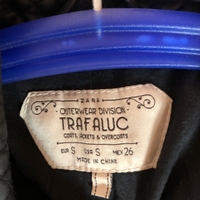 ZARA
OUTERWEAR DIVISION
TRAFALUC
COATS, JACKETS & OVERCOATS
EUR S USA S MEX 26
MADE IN CHINA